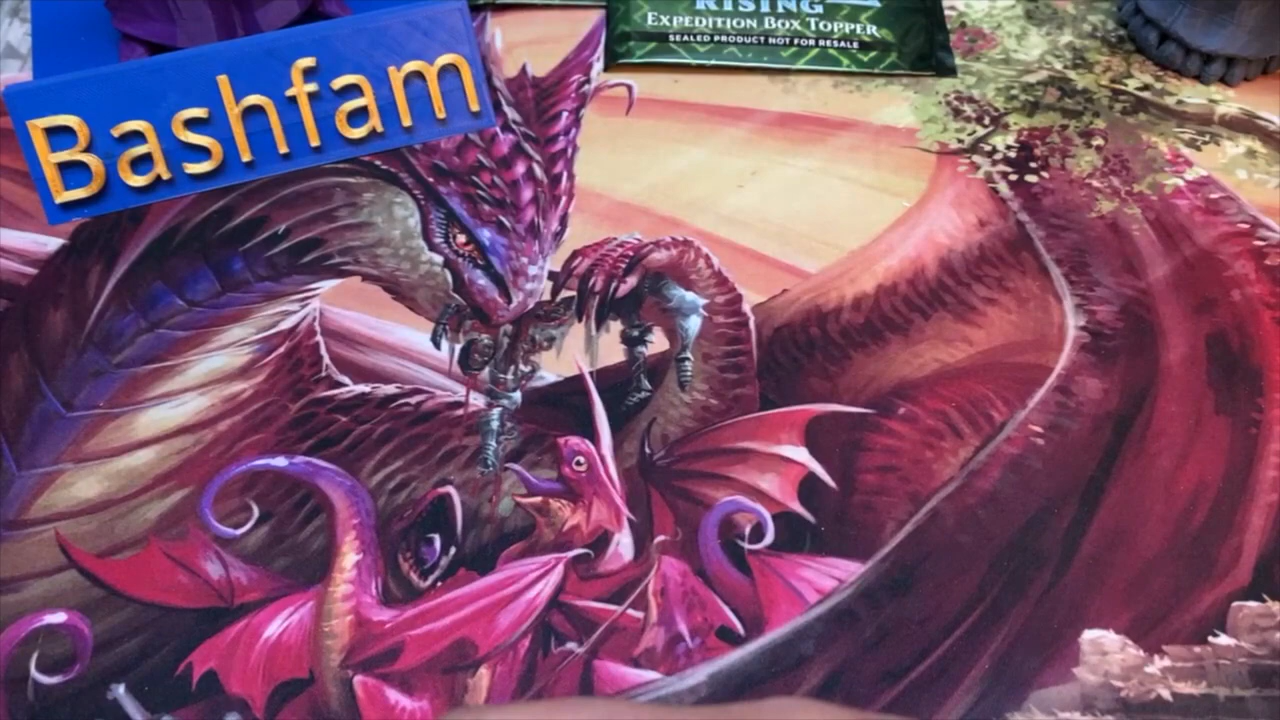 Bashfam
RISING
EXPEDITION BOX TOPPER
SEALED PRODUCT NOT FOR RESALE